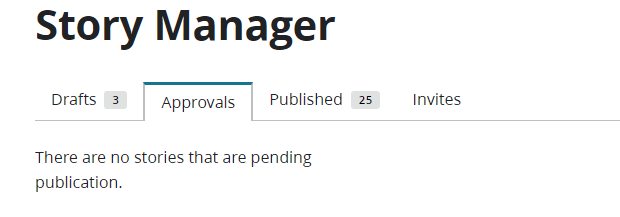 Story Manager
Drafts 3 Approvals Published 25 Invites
There are no stories that are pending
publication.